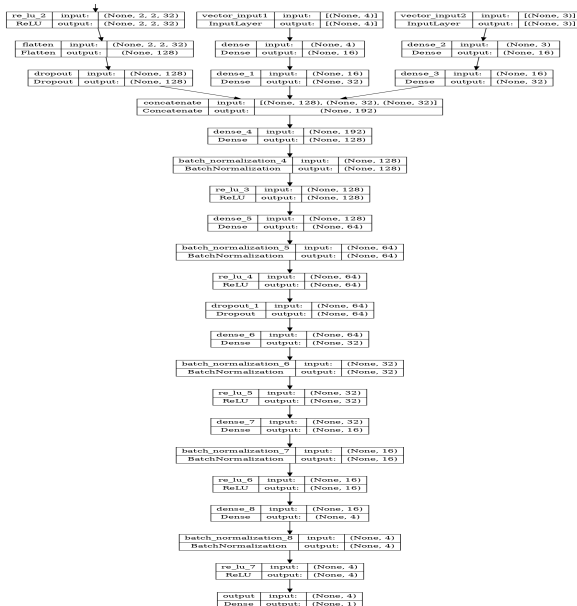 re_lu_2 input: (None, 2, 2, 32)
ReLU output: (None, 2, 2, 32)
vector_input1 input: [(None, 4)]
InputLayer output: [(None, 4)]
vector_input2 input: [(None, 3)]
InputLayer output: [(None, 3)]
flatten input: (None, 2, 2, 32)
Flatten output: (None, 128)
dense input: (None, 4)
Dense output: (None, 16)
dense_2 input: (None, 3)
Dense output: (None, 16)
dropout input: (None, 128)
Dropout output: (None, 128)
dense_1 input: (None, 16)
Dense output: (None, 32)
dense_3 input: (None, 16)
Dense output: (None, 32)
concatenate input: [(None, 128), (None, 32), (None, 32)]
Concatenate output: (None, 192)
dense_4 input: (None, 192)
Dense output: (None, 128)
batch_normalization_4 input: (None, 128)
BatchNormalization output: (None, 128)
re_lu_3 input: (None, 128)
ReLU output: (None, 128)
dense_5 input: (None, 128)
Dense output: (None, 64)
batch_normalization_5 input: (None, 64)
BatchNormalization output: (None, 64)
re_lu_4 input: (None, 64)
ReLU output: (None, 64)
dropout_1 input: (None, 64)
Dropout output: (None, 64)
dense_6 input: (None, 64)
Dense output: (None, 32)
batch_normalization_6 input: (None, 32)
BatchNormalization output: (None, 32)
re_lu_5 input: (None, 32)
ReLU output: (None, 32)
dense_7 input: (None, 32)
Dense output: (None, 16)
batch_normalization_7 input: (None, 16)
BatchNormalization output: (None, 16)
re_lu_6 input: (None, 16)
ReLU output: (None, 16)
dense_8 input: (None, 16)
Dense output: (None, 4)
batch_normalization_8 input: (None, 4)
BatchNormalization output: (None, 4)
re_lu_7 input: (None, 4)
ReLU output: (None, 4)
output input: (None, 4)
Dense output: (None, 1)